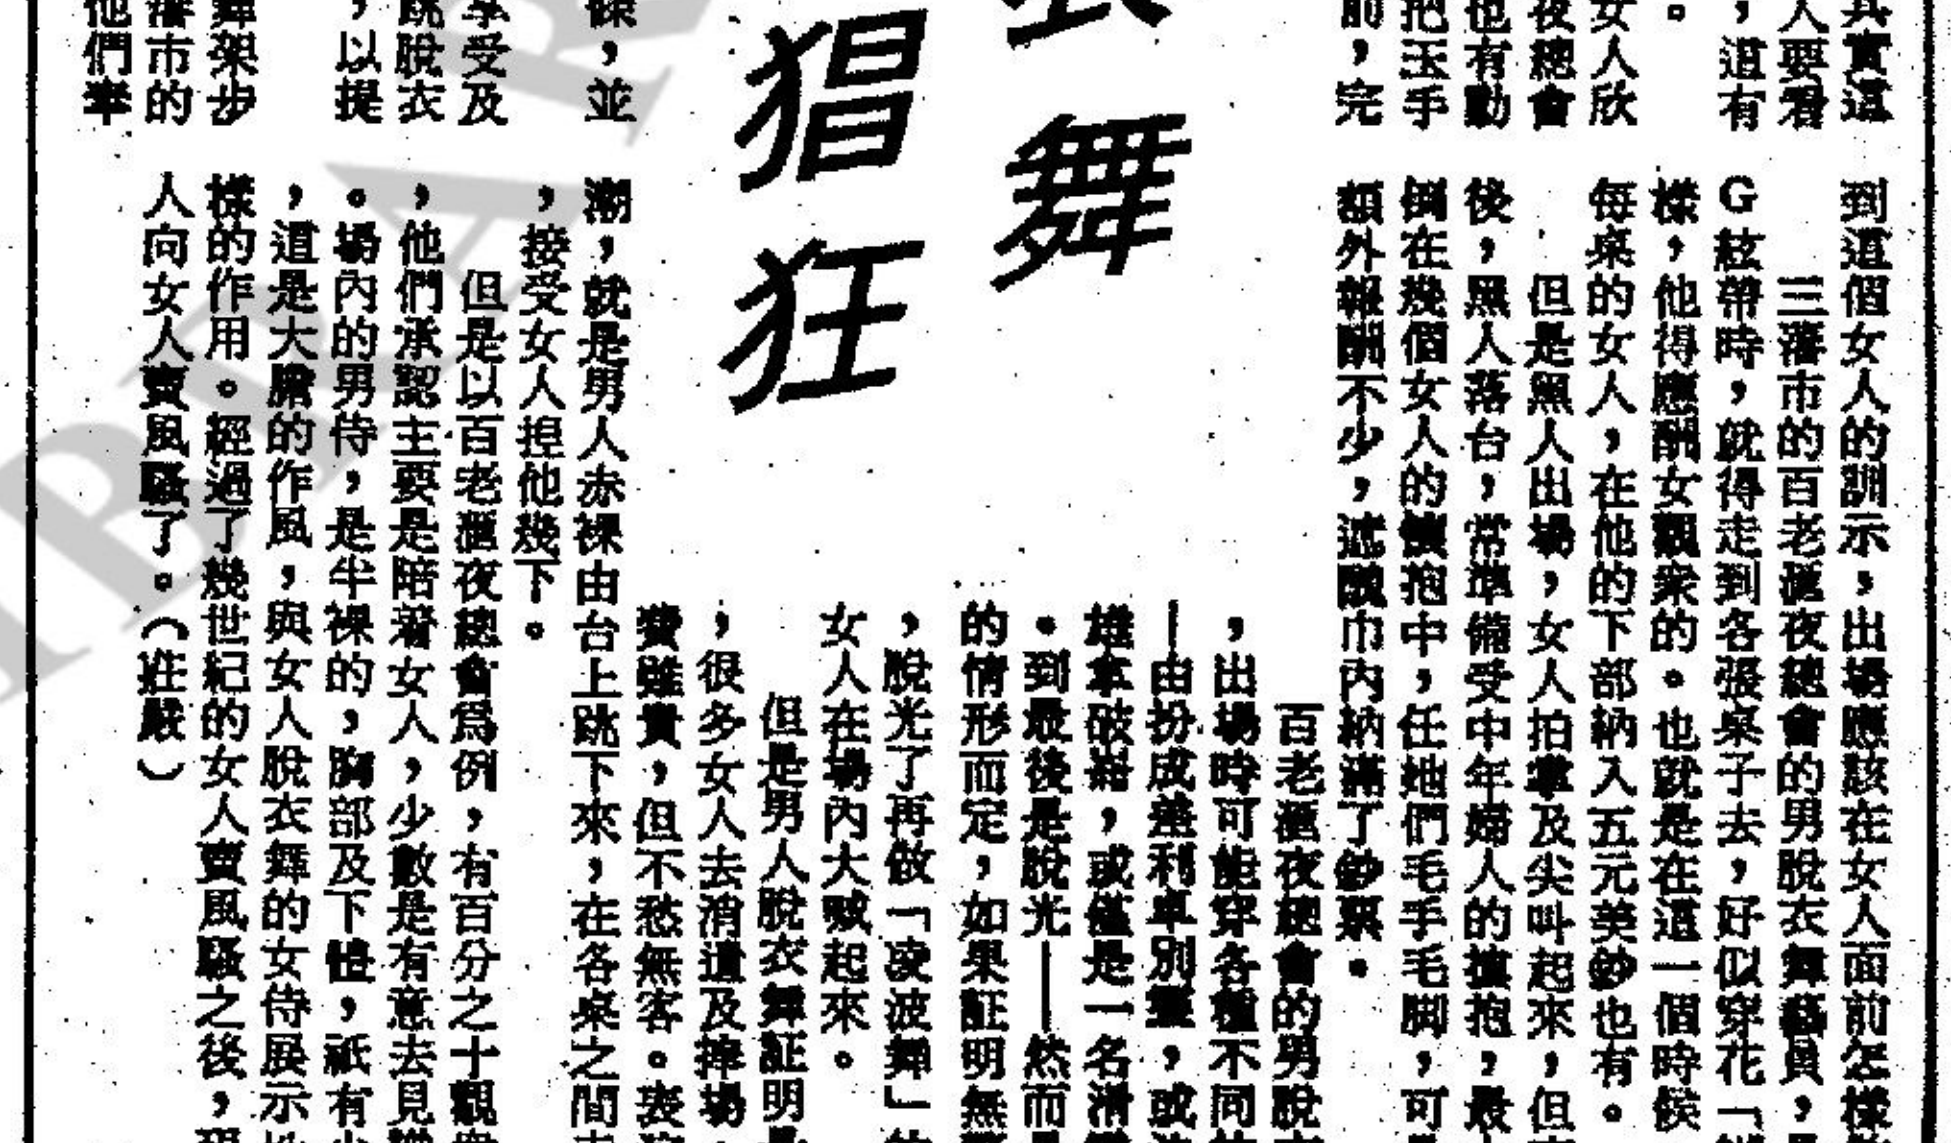 其實這
人要看
，這有
。
女人欣
夜總會
也有動
把玉手
前，完
舞
猖狂
，並
享受及
跳脫衣
，以提
舞架步
藩市的
他們牽
到這個女人的訓示，出場應該在女人面前怎樣
三藩市的百老滙夜總會的男脫衣舞藝員，
G絃帶時，就得走到各張桌子去，好似穿花「
樣，他得應酬女觀衆的。也就是在這一個時候
每桌的女人，在他的下部納入五元美鈔也有。
但是黑人出場，女人拍掌及尖叫起來，但
後，黑人落台，常準備受中年婦人的擁抱，最
倒在幾個女人的懷抱中，任她們毛手毛脚，可
額外報酬不少，遮醜巾內納滿了鈔票。
百老滙夜總會的男脫
，出場時可能穿各種不同
——由扮成差利卓別靈，或
雄拿破崙，或僅是一名滑
。到最後是脫光——然而
的情形而定，如果証明無
，脫光了再做「凌波舞」
女人在場內大喊起來。
但是男人脫衣舞証明
，很多女人去消遣及捧場
費雖貴，但不愁無客。表
潮，就是男人赤裸由台上跳下來，在各桌之間
，接受女人捏他幾下。
但是以百老滙夜總會爲例，有百分之十觀
，他們承認主要是陪着女人，少數是有意去見
。場內的男侍，是半裸的，胸部及下體，祇有
，這是大膽的作風，與女人脫衣舞的女侍展示
樣的作用。經過了幾世紀的女人賣風騷之後，
人向女人賣風騷了。（莊嚴）